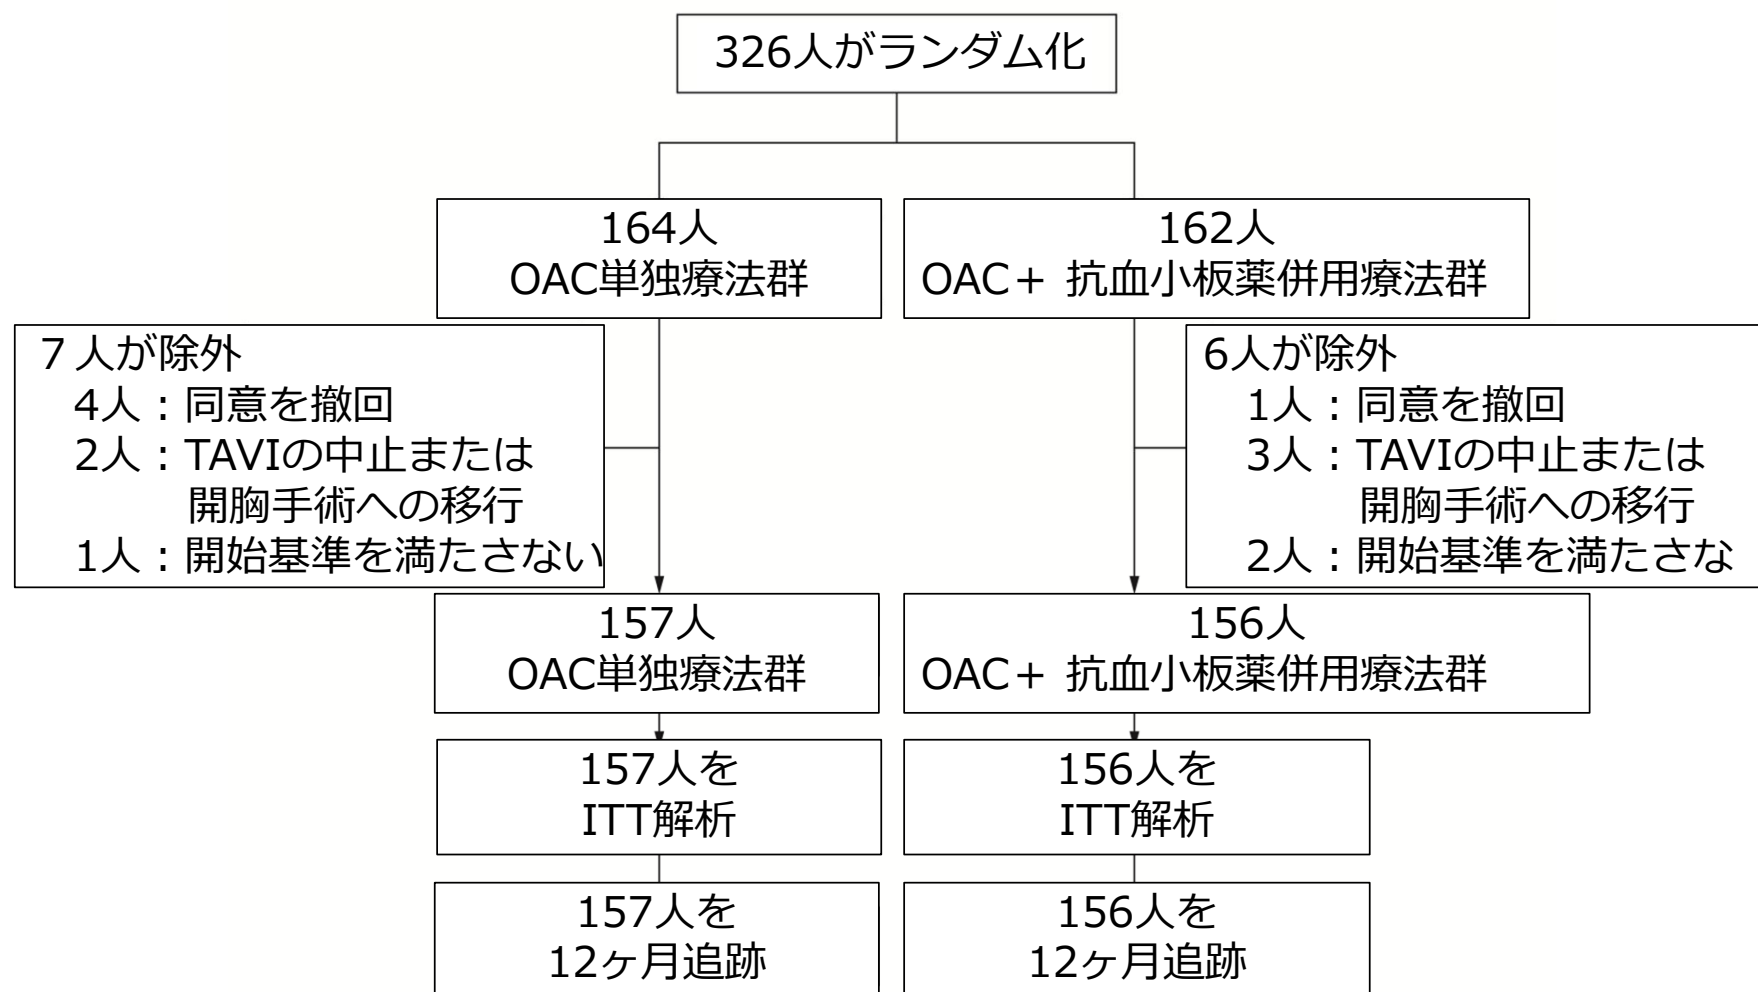 326人がランダム化
164人
OAC単独療法群
162人
OAC+ 抗血小板薬併用療法群
７人が除外
4人：同意を撤回
2人：TAVIの中止または
開胸手術への移行
1人：開始基準を満たさない
6人が除外
1人：同意を撤回
3人：TAVIの中止または
開胸手術への移行
2人：開始基準を満たさな
157人
OAC単独療法群
156人
OAC+ 抗血小板薬併用療法群
157人を
ITT解析
156人を
ITT解析
157人を
12ヶ月追跡
156人を
12ヶ月追跡